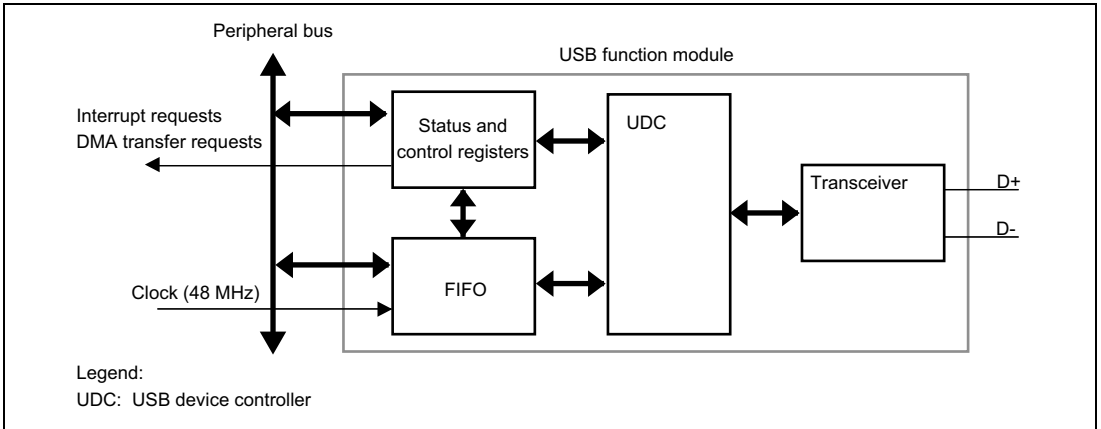 Peripheral bus
USB function module
Interrupt requests
DMA transfer requests
Status and
control registers
UDC
Transceiver
D+
D-
FIFO
Clock (48 MHz)
Legend:
UDC: USB device controller